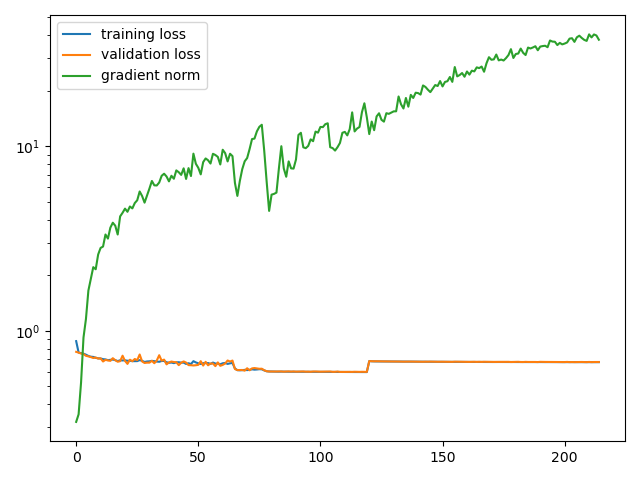 training loss
validation loss
gradient norm
10¹
10⁰
0 50 100 150 200